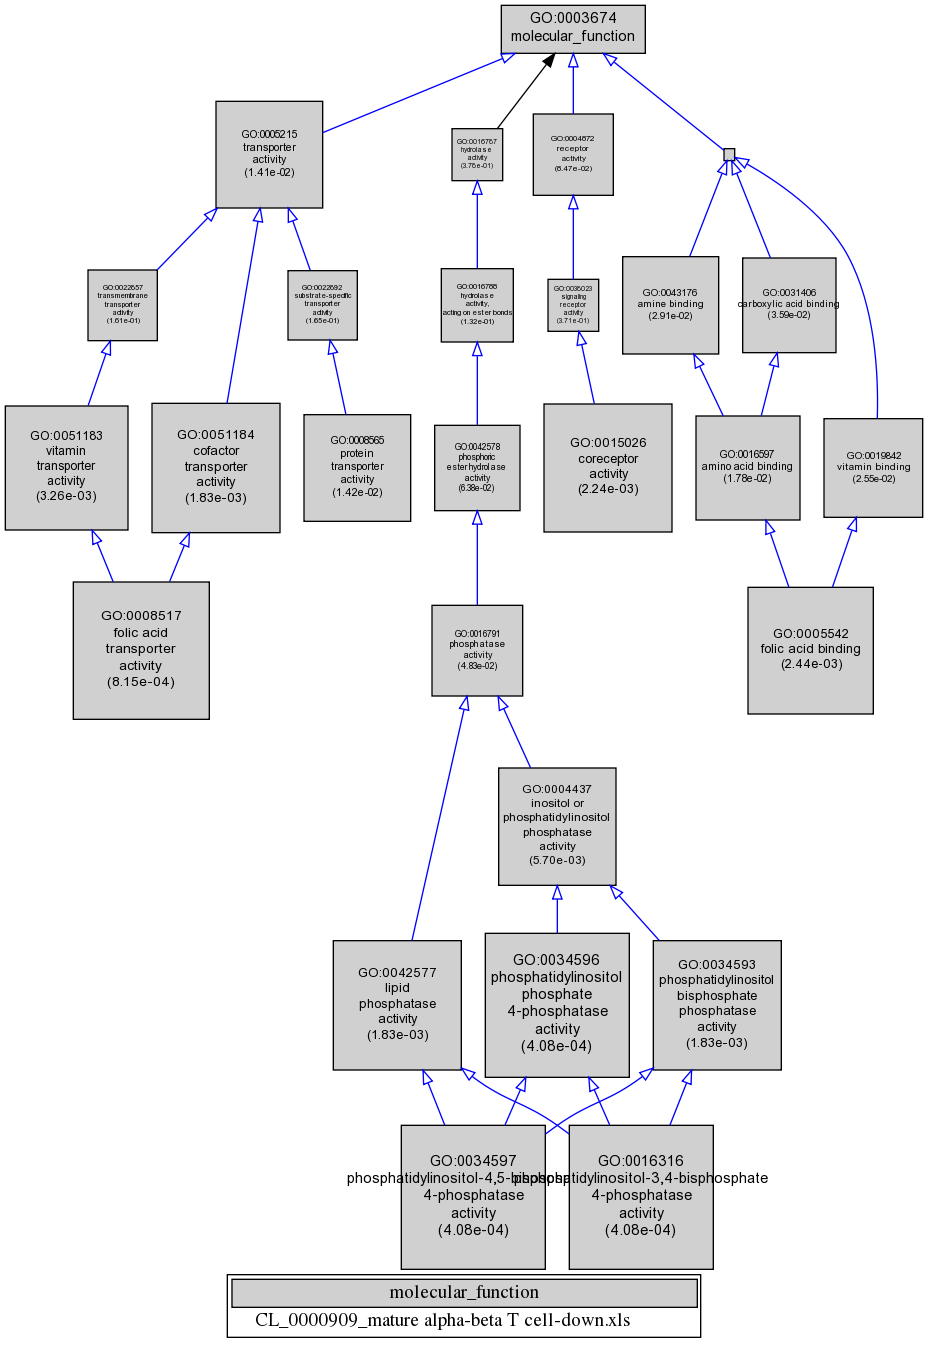 GO:0003674
molecular_function
GO:0005215
transporter
activity
(1.41e-02)
GO:0016787
hydrolase
activity
(3.76e-01)
GO:0004872
receptor
activity
(6.47e-02)
GO:0022857
transmembrane
transporter
activity
(1.61e-01)
GO:0022892
substrate-specific
transporter
activity
(1.65e-01)
GO:0016788
hydrolase
activity,
acting on ester bonds
(1.32e-01)
GO:0038023
signaling
receptor
activity
(3.71e-01)
GO:0043176
amine binding
(2.91e-02)
GO:0031406
carboxylic acid binding
(3.59e-02)
GO:0051183
vitamin
transporter
activity
(3.26e-03)
GO:0051184
cofactor
transporter
activity
(1.83e-03)
GO:0008565
protein
transporter
activity
(1.42e-02)
GO:0042578
phosphoric
ester hydrolase
activity
(6.38e-02)
GO:0015026
coreceptor
activity
(2.24e-03)
GO:0016597
amino acid binding
(1.78e-02)
GO:0019842
vitamin binding
(2.55e-02)
GO:0008517
folic acid
transporter
activity
(8.15e-04)
GO:0016791
phosphatase
activity
(4.83e-02)
GO:0005542
folic acid binding
(2.44e-03)
GO:0004437
inositol or
phosphatidylinositol
phosphatase
activity
(5.70e-03)
GO:0042577
lipid
phosphatase
activity
(1.83e-03)
GO:0034596
phosphatidylinositol
phosphate
4-phosphatase
activity
(4.08e-04)
GO:0034593
phosphatidylinositol
bisphosphate
phosphatase
activity
(1.83e-03)
GO:0034597
phosphatidylinositol-4,5-bisphosphate
4-phosphatase
activity
(4.08e-04)
GO:0016316
phosphatidylinositol-3,4-bisphosphate
4-phosphatase
activity
(4.08e-04)
molecular_function
CL_0000909_mature alpha-beta T cell-down.xls